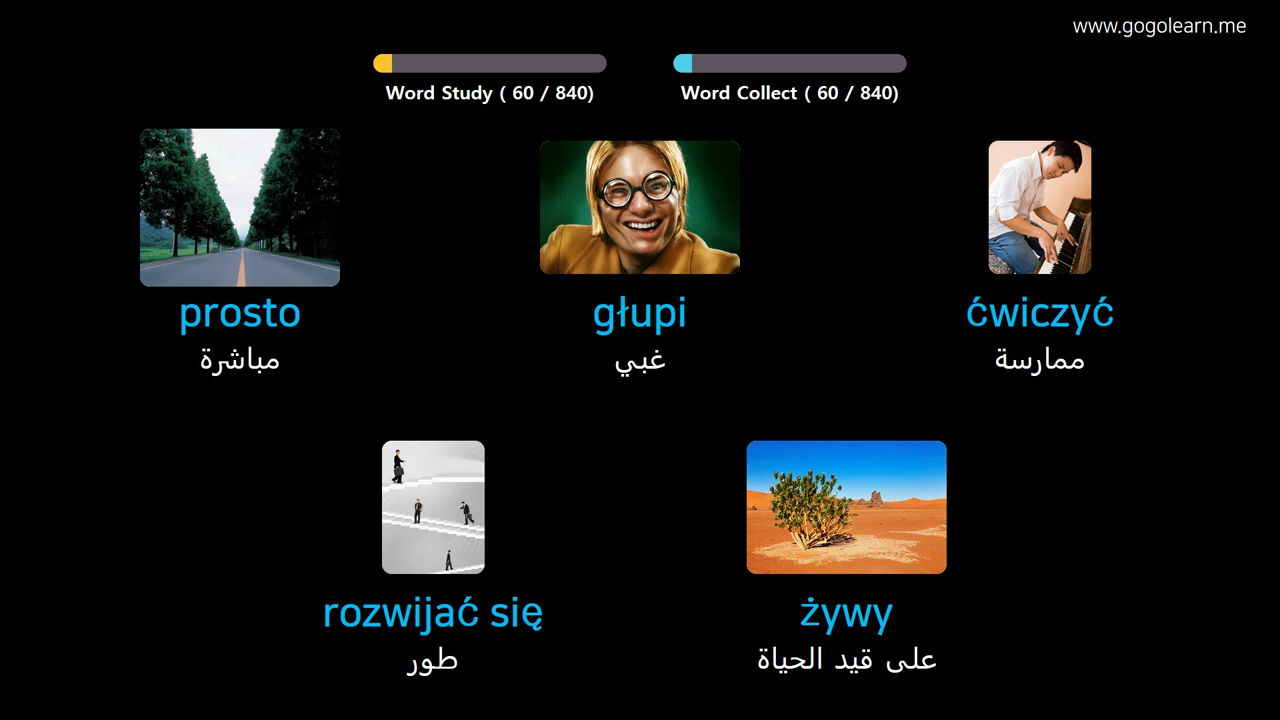 www.gogolearn.me
Word Study ( 60 / 840)
Word Collect ( 60 / 840)
prosto
مباشرة
głupi
غبي
ćwiczyć
ممارسة
rozwijać się
طور
żywy
على قيد الحياة